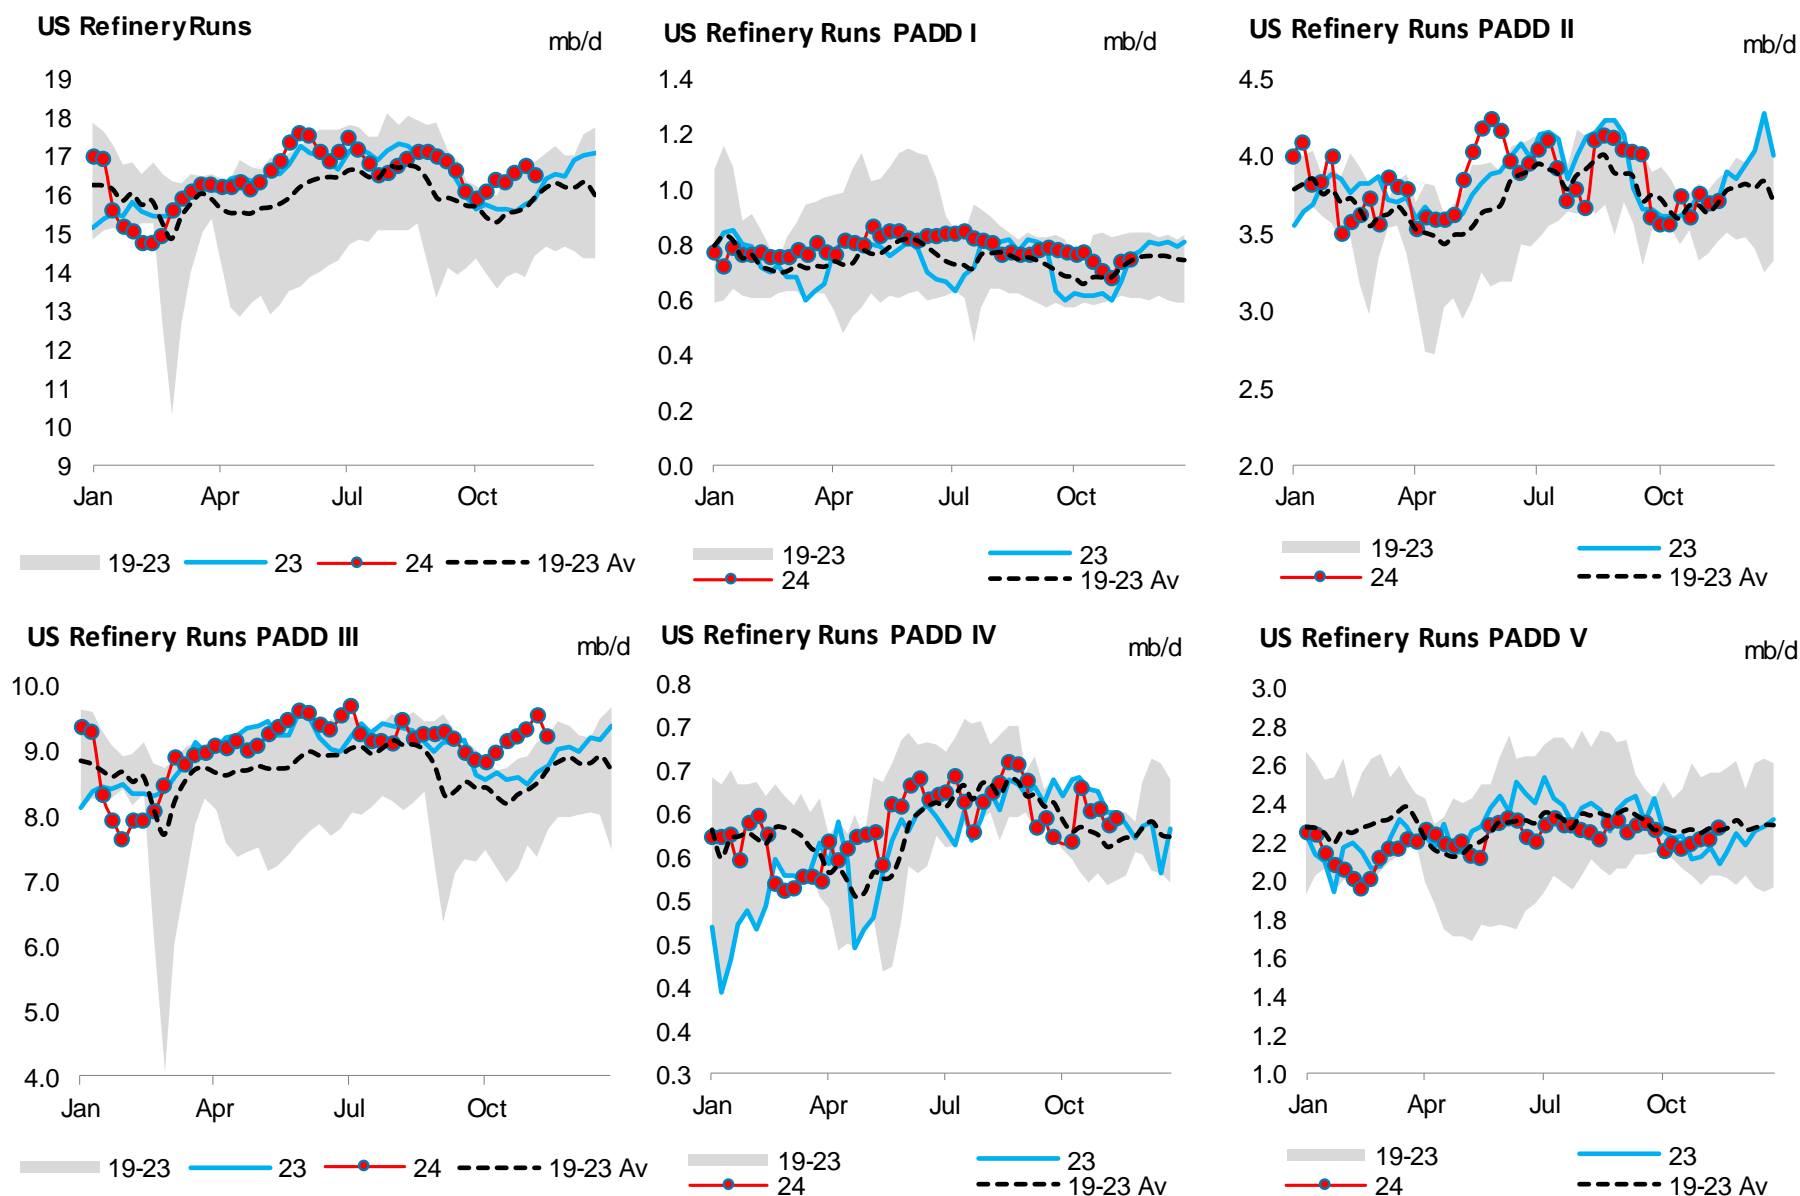 US Refinery Runs
mb/d
19
18
17
16
15
14
13
12
11
10
9
Jan Apr Jul Oct
19-23 23 24 19-23 Av
US Refinery Runs PADD I
mb/d
1.4
1.2
1.0
0.8
0.6
0.4
0.2
0.0
Jan Apr Jul Oct
19-23 23
24 19-23 Av
US Refinery Runs PADD II
mb/d
4.5
4.0
3.5
3.0
2.5
2.0
Jan Apr Jul Oct
19-23 23
24 19-23 Av
US Refinery Runs PADD III
mb/d
10.0
9.0
8.0
7.0
6.0
5.0
4.0
Jan Apr Jul Oct
19-23 23 24 19-23 Av
US Refinery Runs PADD IV
mb/d
0.8
0.7
0.7
0.6
0.6
0.5
0.5
0.4
0.4
0.3
Jan Apr Jul Oct
19-23 23
24 19-23 Av
US Refinery Runs PADD V
mb/d
3.0
2.8
2.6
2.4
2.2
2.0
1.8
1.6
1.4
1.2
1.0
Jan Apr Jul Oct
19-23 23
24 19-23 Av